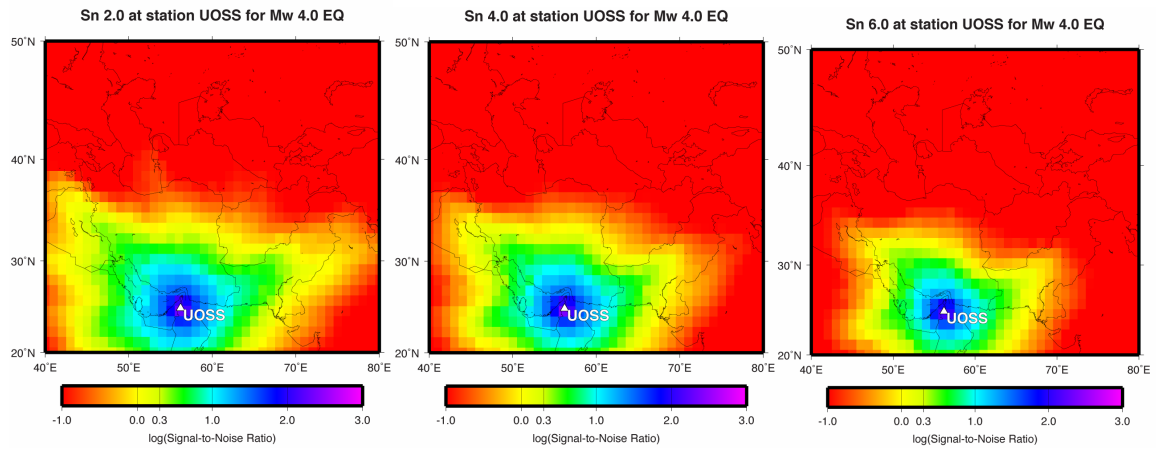 Sn 2.0 at station UOSS for Mw 4.0 EQ
50˚N
40˚N
30˚N
20˚N
40˚E
50˚E
60˚E
70˚E
80˚E
UOSS
-1.0
0.0
0.3
1.0
2.0
3.0
log(Signal-to-Noise Ratio)
Sn 4.0 at station UOSS for Mw 4.0 EQ
50˚N
40˚N
30˚N
20˚N
40˚E
50˚E
60˚E
70˚E
80˚E
UOSS
-1.0
0.0
0.3
1.0
2.0
3.0
log(Signal-to-Noise Ratio)
Sn 6.0 at station UOSS for Mw 4.0 EQ
50˚N
40˚N
30˚N
20˚N
40˚E
50˚E
60˚E
70˚E
80˚E
UOSS
-1.0
0.0
0.3
1.0
2.0
3.0
log(Signal-to-Noise Ratio)